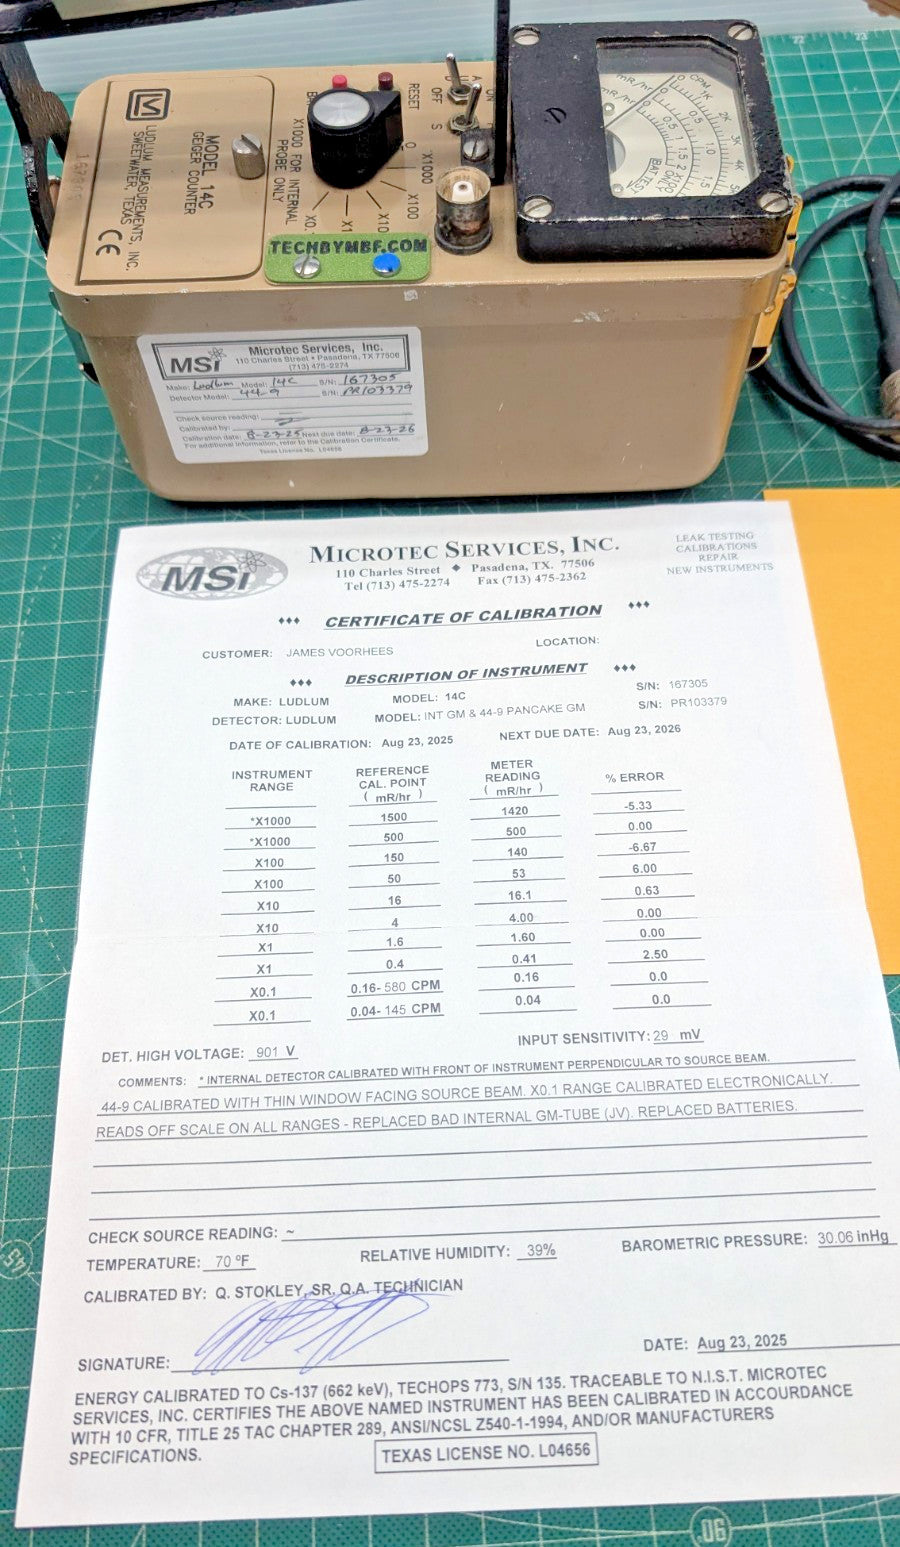 LUDLUM MEASUREMENTS, INC.
SWEETWATER, TEXAS
CE
MODEL 14C
GEIGER COUNTER
X1000 FOR INTERNAL
PROBE ONLY
RESET
OFF
ON
S
X1000
X100
X10
X1
TECHBYMBF.COM
mR/hr
mR/hr
CPM
BAT TEST
MSi
Microtec Services, Inc.
110 Charles Street • Pasadena, TX 77506
(713) 475-2274
Make: Ludlum Model: 14C S/N: 167305
Detector Model: 44-9 S/N: PR103379
Check source reading:
Calibrated by:
Calibration date: 8-23-25 Next due date: 8-23-26
For additional information, refer to the Calibration Certificate.
Texas License No. L04656
MSi
MICROTEC SERVICES, INC.
110 Charles Street ◆ Pasadena, TX. 77506
Tel (713) 475-2274 Fax (713) 475-2362
LEAK TESTING
CALIBRATIONS
REPAIR
NEW INSTRUMENTS
♦♦♦ CERTIFICATE OF CALIBRATION ♦♦♦
CUSTOMER: JAMES VOORHEES LOCATION:
♦♦♦ DESCRIPTION OF INSTRUMENT ♦♦♦
MAKE: LUDLUM MODEL: 14C S/N: 167305
DETECTOR: LUDLUM MODEL: INT GM & 44-9 PANCAKE GM S/N: PR103379
DATE OF CALIBRATION: Aug 23, 2025 NEXT DUE DATE: Aug 23, 2026
INSTRUMENT RANGE REFERENCE CAL. POINT ( mR/hr ) METER READING ( mR/hr ) % ERROR
*X1000 1500 1420 -5.33
*X1000 500 500 0.00
X100 150 140 -6.67
X100 50 53 6.00
X10 16 16.1 0.63
X10 4 4.00 0.00
X1 1.6 1.60 0.00
X1 0.4 0.41 2.50
X0.1 0.16- 580 CPM 0.16 0.0
X0.1 0.04- 145 CPM 0.04 0.0
DET. HIGH VOLTAGE: 901 V INPUT SENSITIVITY: 29 mV
COMMENTS: * INTERNAL DETECTOR CALIBRATED WITH FRONT OF INSTRUMENT PERPENDICULAR TO SOURCE BEAM.
44-9 CALIBRATED WITH THIN WINDOW FACING SOURCE BEAM. X0.1 RANGE CALIBRATED ELECTRONICALLY.
READS OFF SCALE ON ALL RANGES - REPLACED BAD INTERNAL GM-TUBE (JV). REPLACED BATTERIES.
CHECK SOURCE READING: ~
TEMPERATURE: 70 ºF RELATIVE HUMIDITY: 39% BAROMETRIC PRESSURE: 30.06 inHg
CALIBRATED BY: Q. STOKLEY, SR. Q.A. TECHNICIAN
SIGNATURE: DATE: Aug 23, 2025
ENERGY CALIBRATED TO Cs-137 (662 keV), TECHOPS 773, S/N 135. TRACEABLE TO N.I.S.T. MICROTEC
SERVICES, INC. CERTIFIES THE ABOVE NAMED INSTRUMENT HAS BEEN CALIBRATED IN ACCOURDANCE
WITH 10 CFR, TITLE 25 TAC CHAPTER 289, ANSI/NCSL Z540-1-1994, AND/OR MANUFACTURERS
SPECIFICATIONS.
TEXAS LICENSE NO. L04656